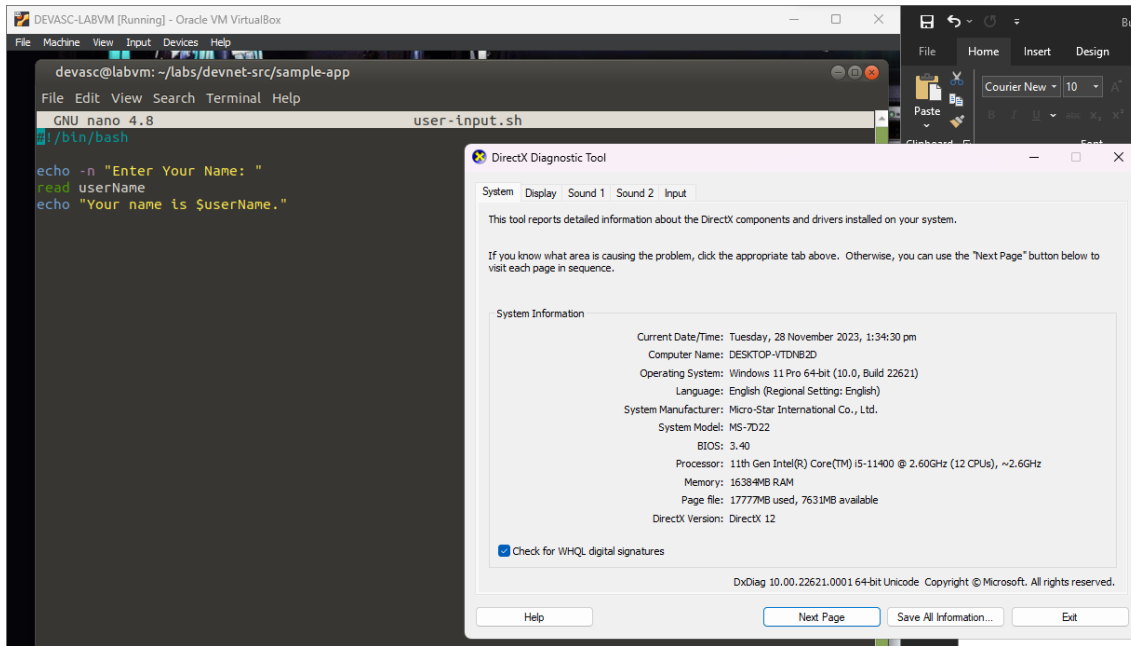 DEVASC-LABVM [Running] - Oracle VM VirtualBox
File Machine View Input Devices Help
devasc@labvm: ~/labs/devnet-src/sample-app
File Edit View Search Terminal Help
GNU nano 4.8 user-input.sh
#!/bin/bash
echo -n "Enter Your Name: "
read userName
echo "Your name is $userName."
File Home Insert Design
Paste
Courier New 10
B I U
Clipboard Font
DirectX Diagnostic Tool
System Display Sound 1 Sound 2 Input
This tool reports detailed information about the DirectX components and drivers installed on your system.
If you know what area is causing the problem, click the appropriate tab above. Otherwise, you can use the "Next Page" button below to
visit each page in sequence.
System Information
Current Date/Time: Tuesday, 28 November 2023, 1:34:30 pm
Computer Name: DESKTOP-VTDNB2D
Operating System: Windows 11 Pro 64-bit (10.0, Build 22621)
Language: English (Regional Setting: English)
System Manufacturer: Micro-Star International Co., Ltd.
System Model: MS-7D22
BIOS: 3.40
Processor: 11th Gen Intel(R) Core(TM) i5-11400 @ 2.60GHz (12 CPUs), ~2.6GHz
Memory: 16384MB RAM
Page file: 17777MB used, 7631MB available
DirectX Version: DirectX 12
Check for WHQL digital signatures
DxDiag 10.00.22621.0001 64-bit Unicode Copyright © Microsoft. All rights reserved.
Help Next Page Save All Information... Exit